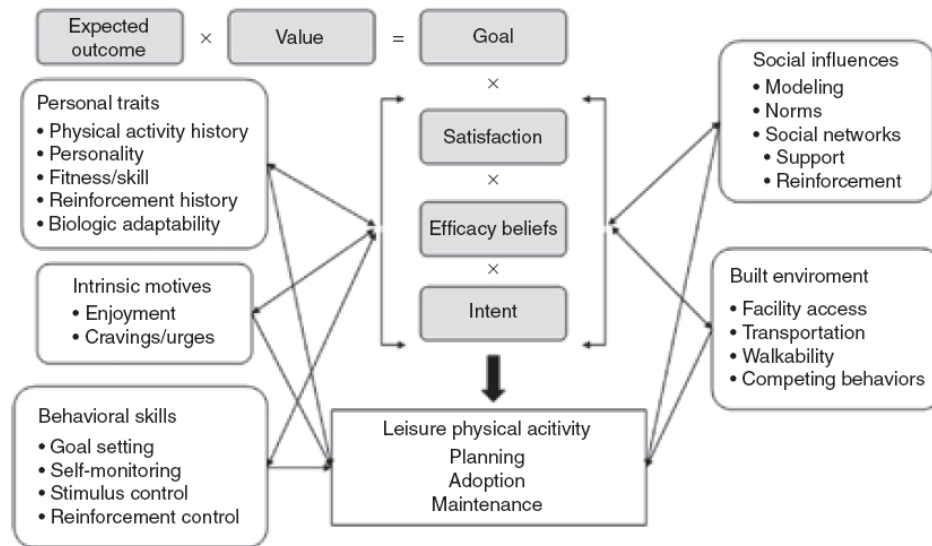 Expected
outcome
×
Value
=
Goal
×
Satisfaction
×
Efficacy beliefs
×
Intent
Personal traits
• Physical activity history
• Personality
• Fitness/skill
• Reinforcement history
• Biologic adaptability
Intrinsic motives
• Enjoyment
• Cravings/urges
Behavioral skills
• Goal setting
• Self-monitoring
• Stimulus control
• Reinforcement control
Leisure physical acitivity
Planning
Adoption
Maintenance
Social influences
• Modeling
• Norms
• Social networks
• Support
• Reinforcement
Built enviroment
• Facility access
• Transportation
• Walkability
• Competing behaviors